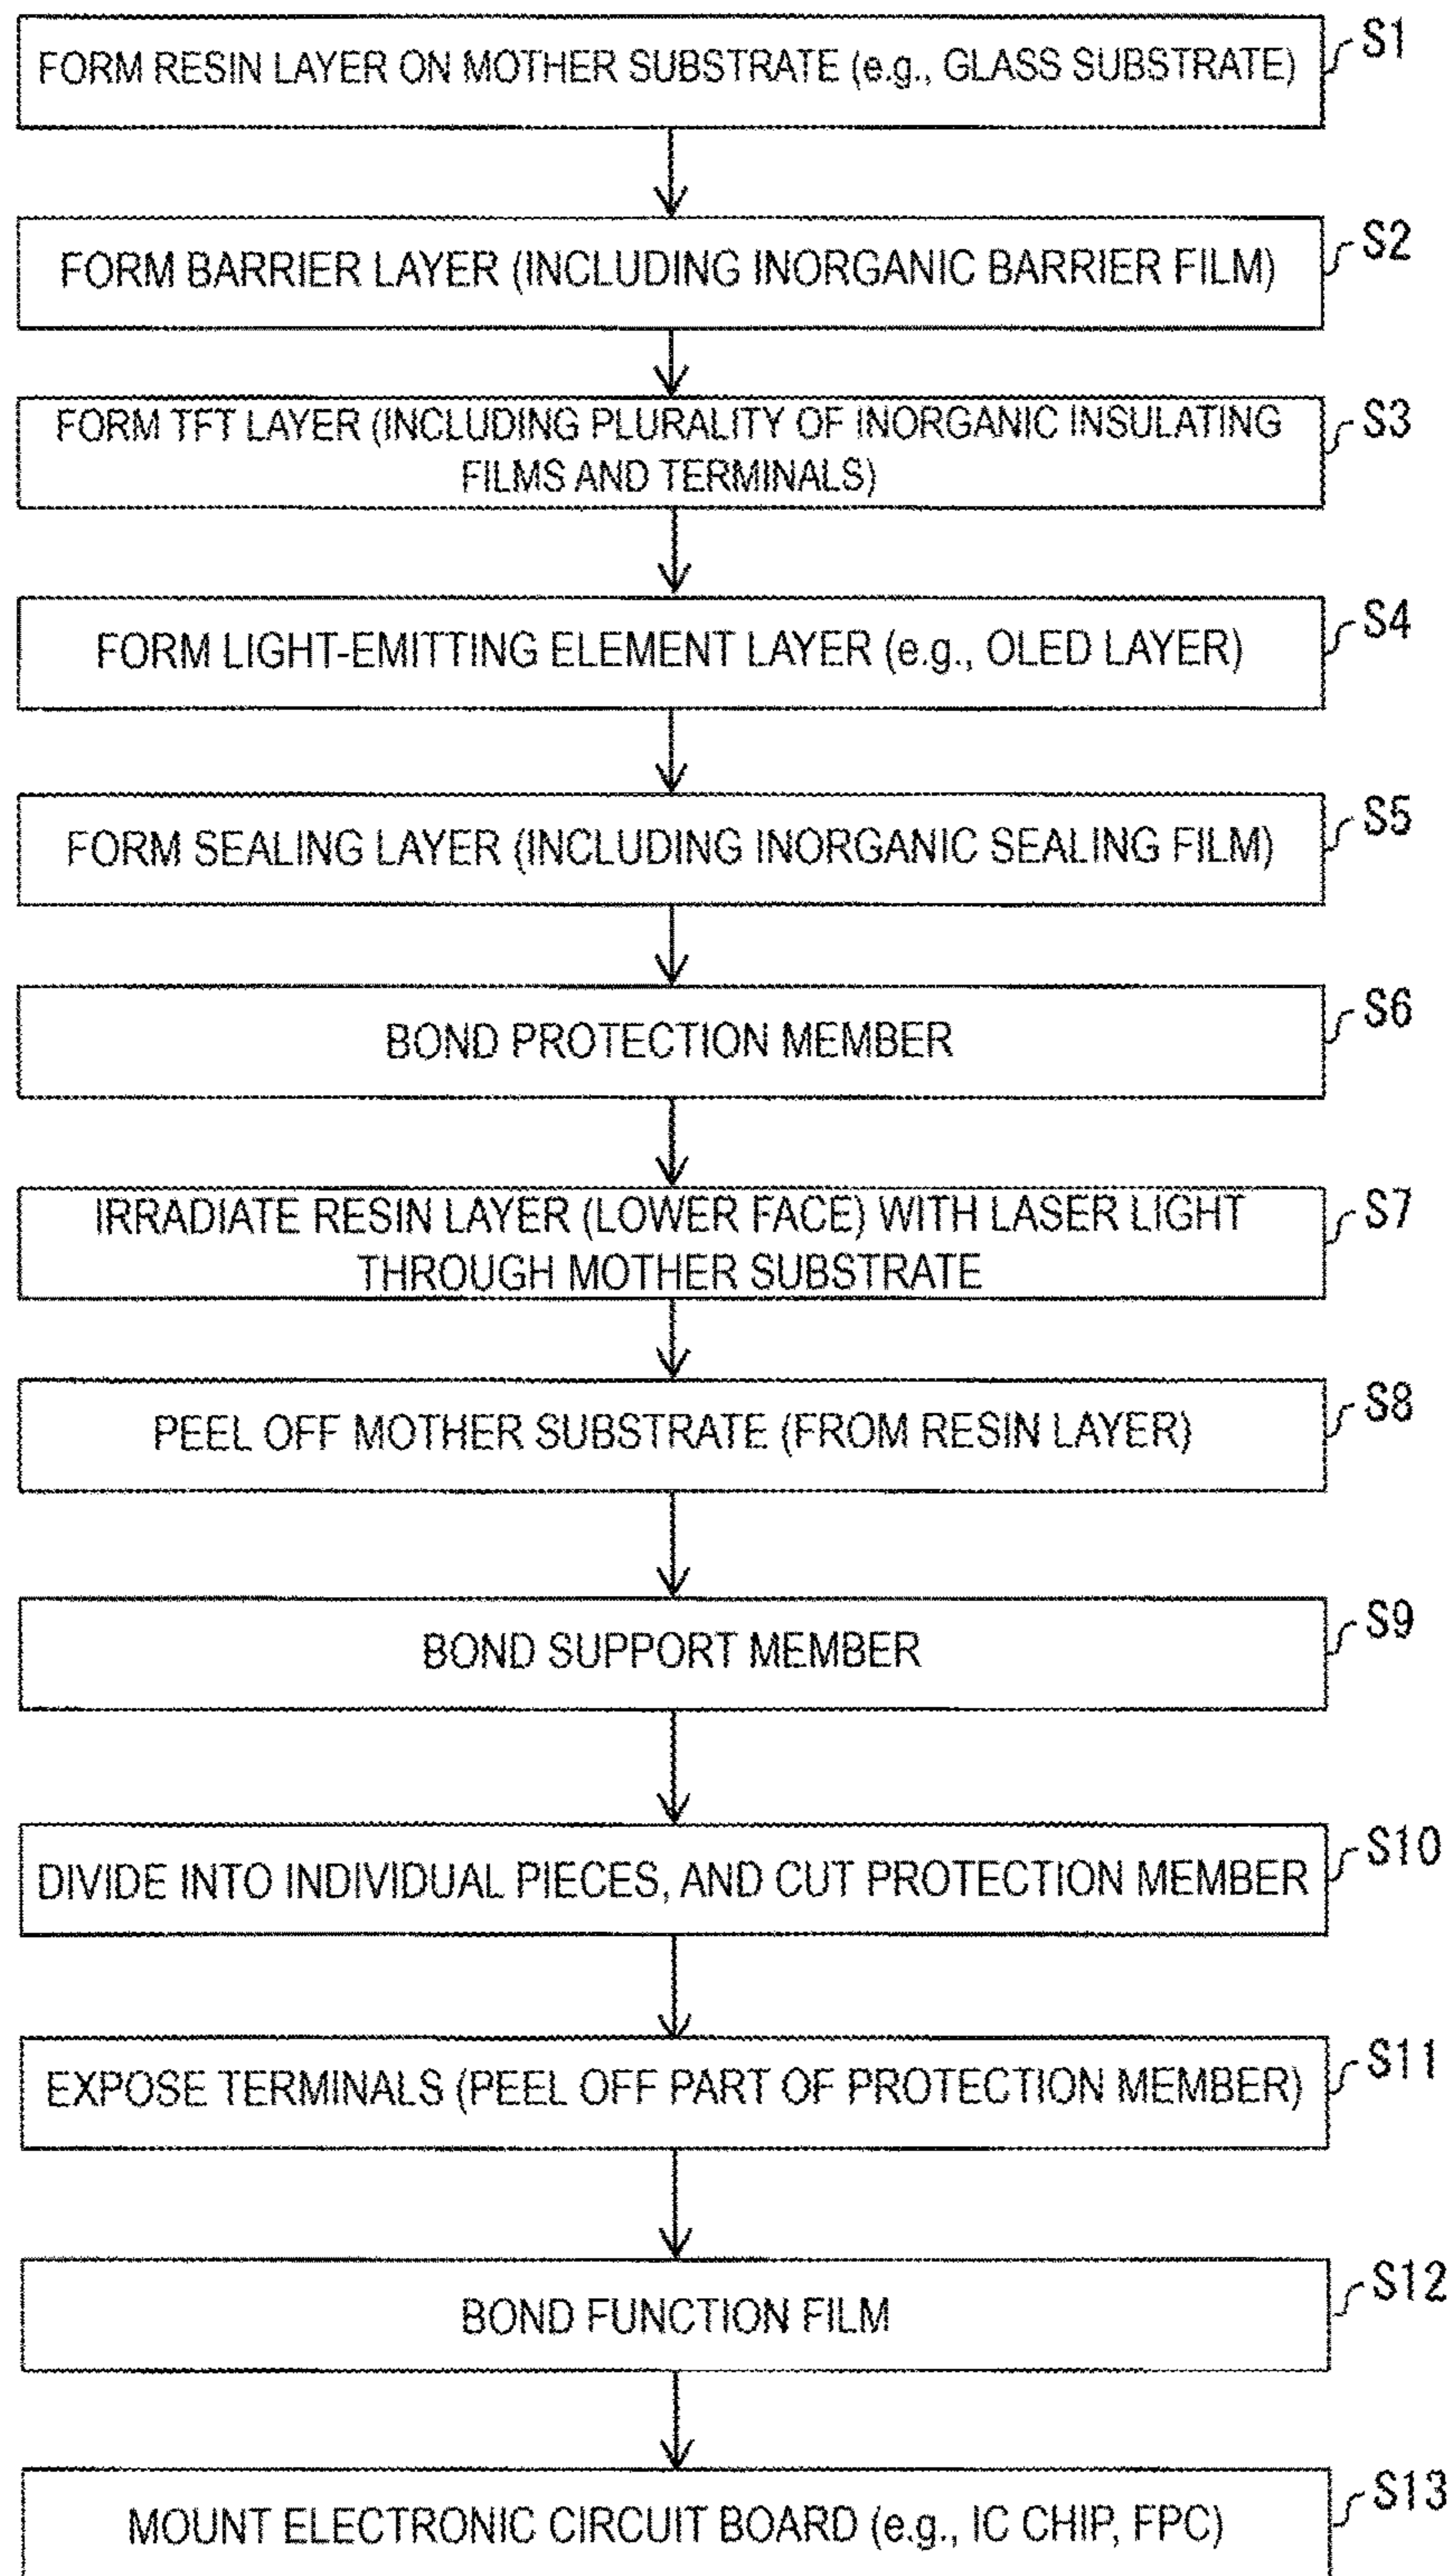 FORM RESIN LAYER ON MOTHER SUBSTRATE (e.g., GLASS SUBSTRATE)
S1
FORM BARRIER LAYER (INCLUDING INORGANIC BARRIER FILM)
S2
FORM TFT LAYER (INCLUDING PLURALITY OF INORGANIC INSULATING
FILMS AND TERMINALS)
S3
FORM LIGHT-EMITTING ELEMENT LAYER (e.g., OLED LAYER)
S4
FORM SEALING LAYER (INCLUDING INORGANIC SEALING FILM)
S5
BOND PROTECTION MEMBER
S6
IRRADIATE RESIN LAYER (LOWER FACE) WITH LASER LIGHT
THROUGH MOTHER SUBSTRATE
S7
PEEL OFF MOTHER SUBSTRATE (FROM RESIN LAYER)
S8
BOND SUPPORT MEMBER
S9
DIVIDE INTO INDIVIDUAL PIECES, AND CUT PROTECTION MEMBER
S10
EXPOSE TERMINALS (PEEL OFF PART OF PROTECTION MEMBER)
S11
BOND FUNCTION FILM
S12
MOUNT ELECTRONIC CIRCUIT BOARD (e.g., IC CHIP, FPC)
S13